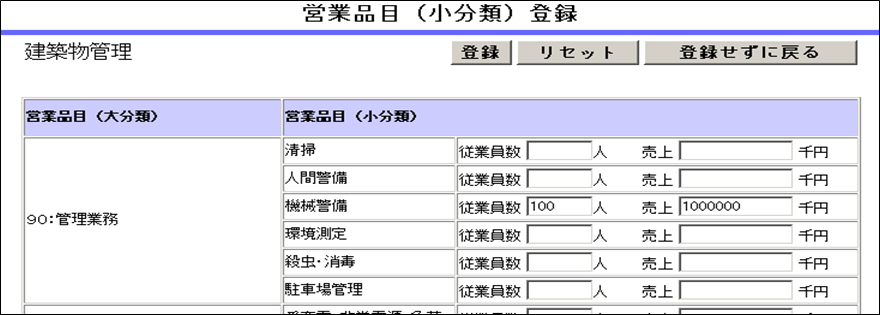 営業品目（小分類）登録
建築物管理 登録 リセット 登録せずに戻る
営業品目（大分類） 営業品目（小分類）
清掃 従業員数 人 売上 千円
人間警備 従業員数 人 売上 千円
機械警備 従業員数 100 人 売上 1000000 千円
90：管理業務 環境測定 従業員数 人 売上 千円
殺虫・消毒 従業員数 人 売上 千円
駐車場管理 従業員数 人 売上 千円